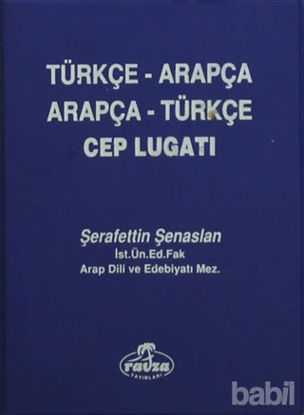 TÜRKÇE - ARAPÇA
ARAPÇA - TÜRKÇE
CEP LUGATI
Şerafettin Şenaslan
İst.Ün.Ed.Fak
Arap Dili ve Edebiyatı Mez.
ravza
YAYINLARI
babil